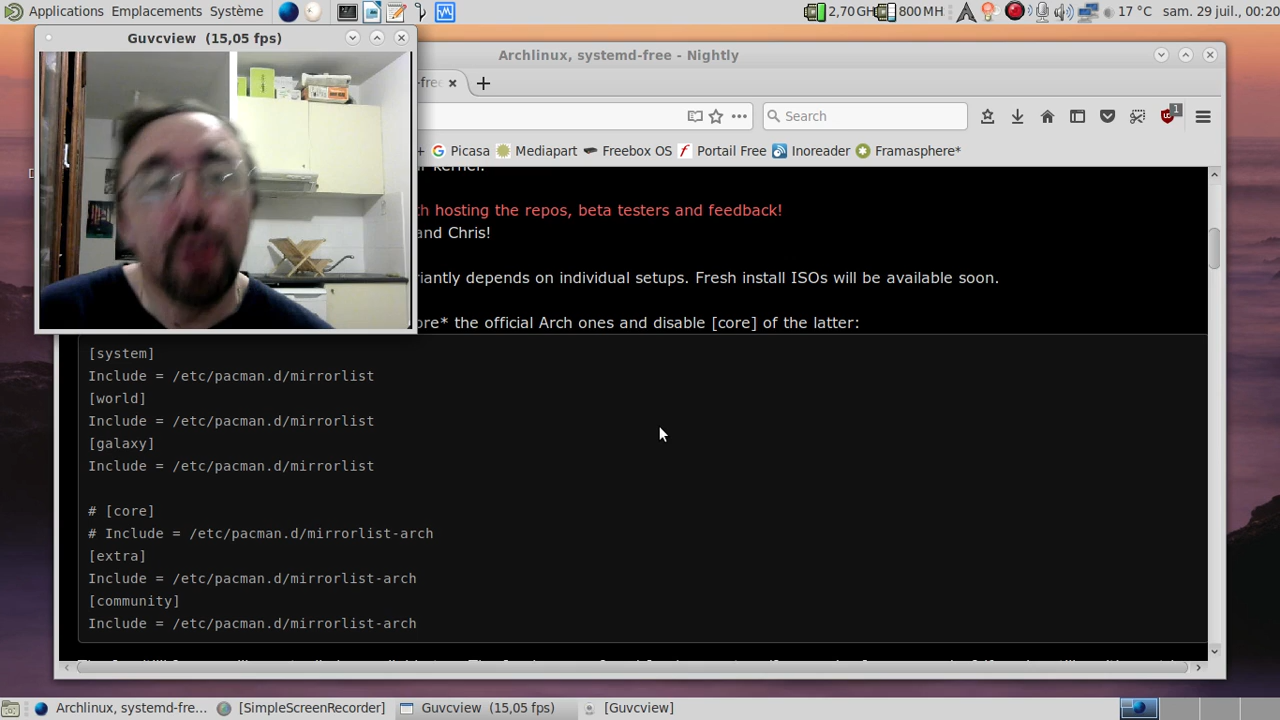 Applications Emplacements Système 2,70 GH 800 MH 17 °C sam. 29 juil., 00:20
Guvcview (15,05 fps)
Archlinux, systemd-free - Nightly
-free
Search
1
Picasa Mediapart Freebox OS Portail Free Inoreader Framasphere*
r kernel.
th hosting the repos, beta testers and feedback!
and Chris!
riantly depends on individual setups. Fresh install ISOs will be available soon.
ore* the official Arch ones and disable [core] of the latter:
[system]
Include = /etc/pacman.d/mirrorlist
[world]
Include = /etc/pacman.d/mirrorlist
[galaxy]
Include = /etc/pacman.d/mirrorlist
# [core]
# Include = /etc/pacman.d/mirrorlist-arch
[extra]
Include = /etc/pacman.d/mirrorlist-arch
[community]
Include = /etc/pacman.d/mirrorlist-arch
Archlinux, systemd-fre... [SimpleScreenRecorder] Guvcview (15,05 fps) [Guvcview]